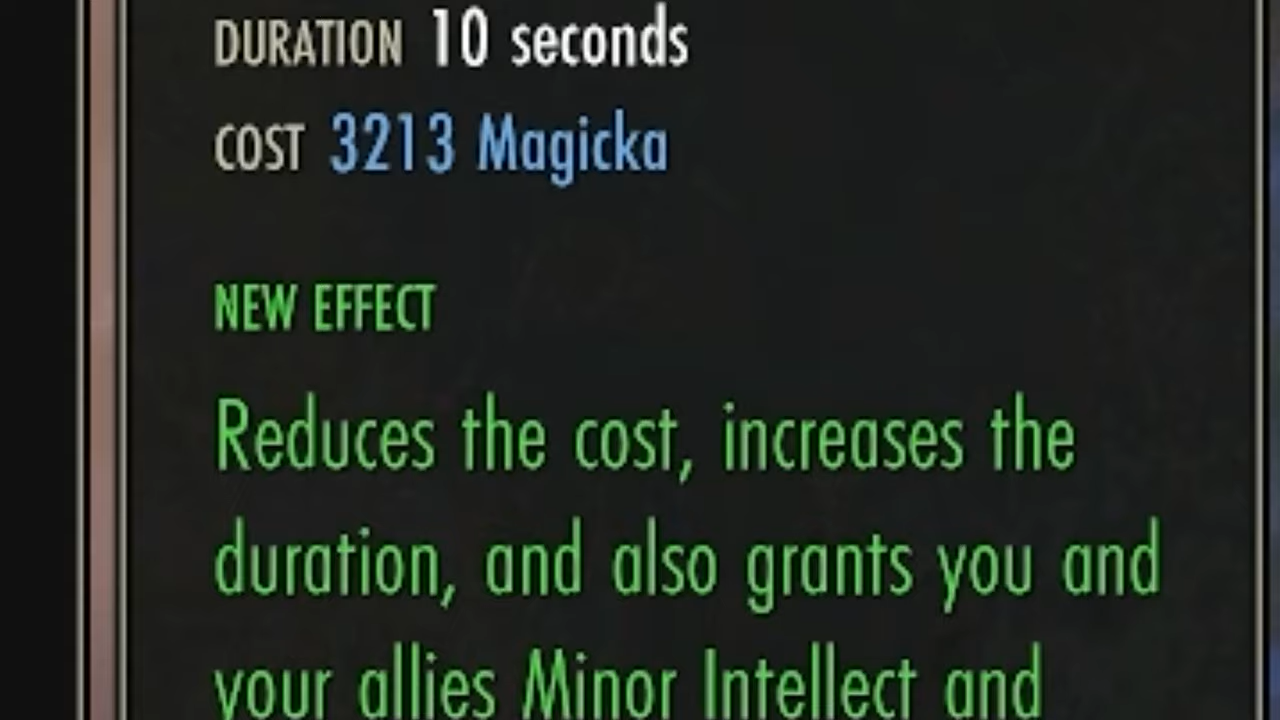 DURATION 10 seconds
COST 3213 Magicka
NEW EFFECT
Reduces the cost, increases the
duration, and also grants you and
your allies Minor Intellect and